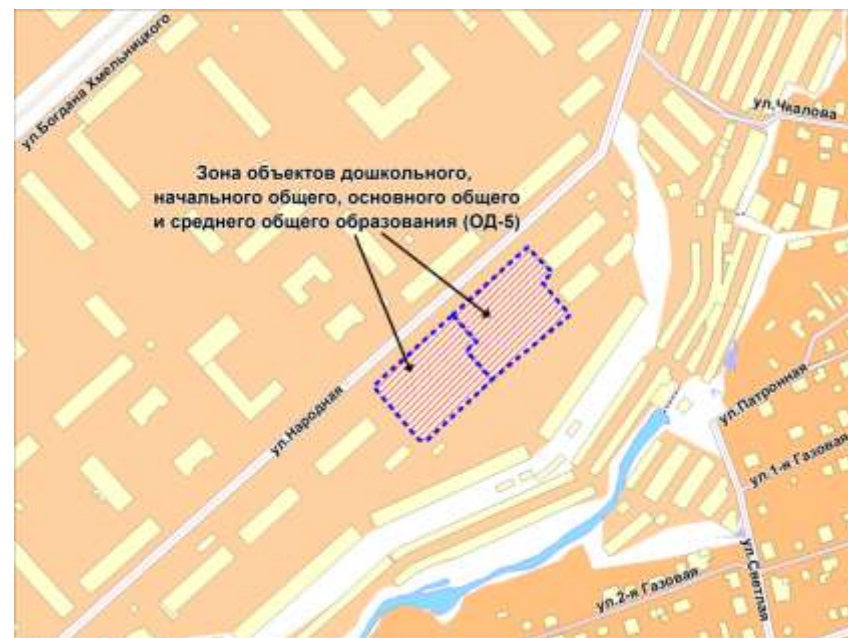 ул.Богдана Хмельницкого
ул.Чкалова
Зона объектов дошкольного,
начального общего, основного общего
и среднего общего образования (ОД-5)
ул.Народная
ул.Патронная
ул.1-я Газовая
ул.Светлая
ул.2-я Газовая